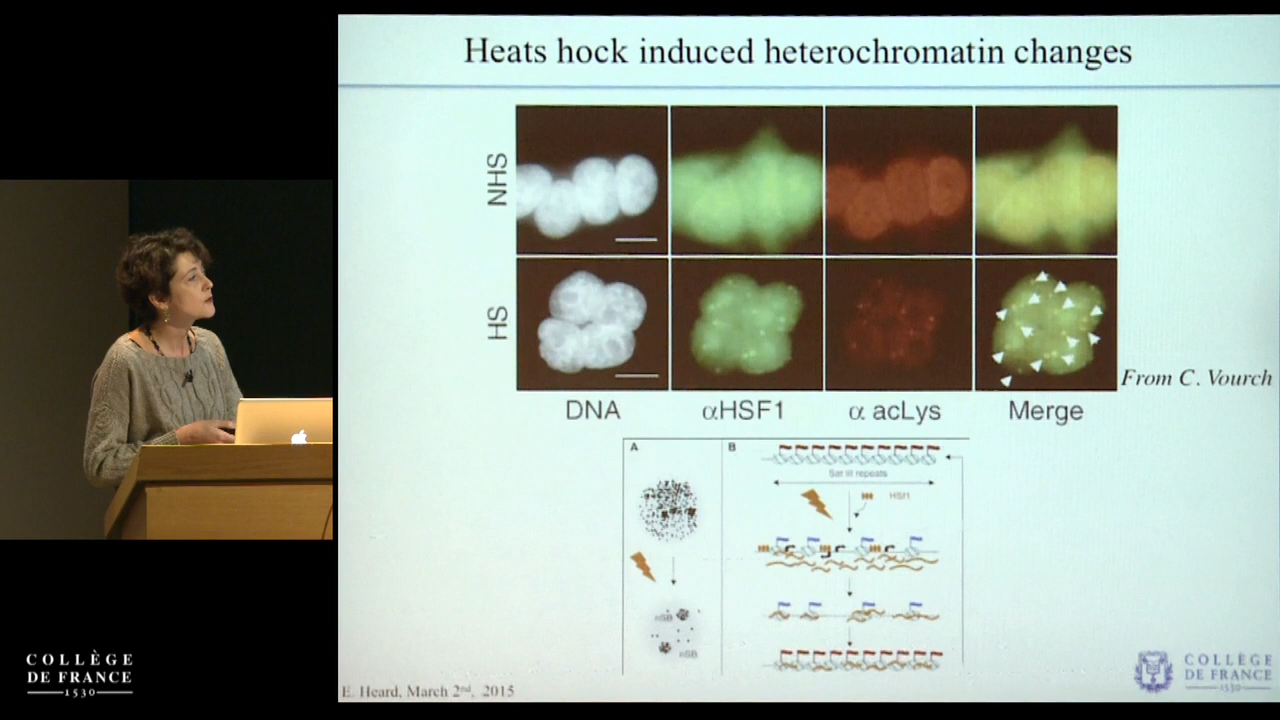 Heats hock induced heterochromatin changes
NHS
HS
From C. Vourch
DNA
αHSF1
α acLys
Merge
A
B
Sat III repeats
HSf1
nSB
nSB
E. Heard, March 2nd, 2015
COLLÈGE
DE FRANCE
1530
COLLÈGE
DE FRANCE
1530